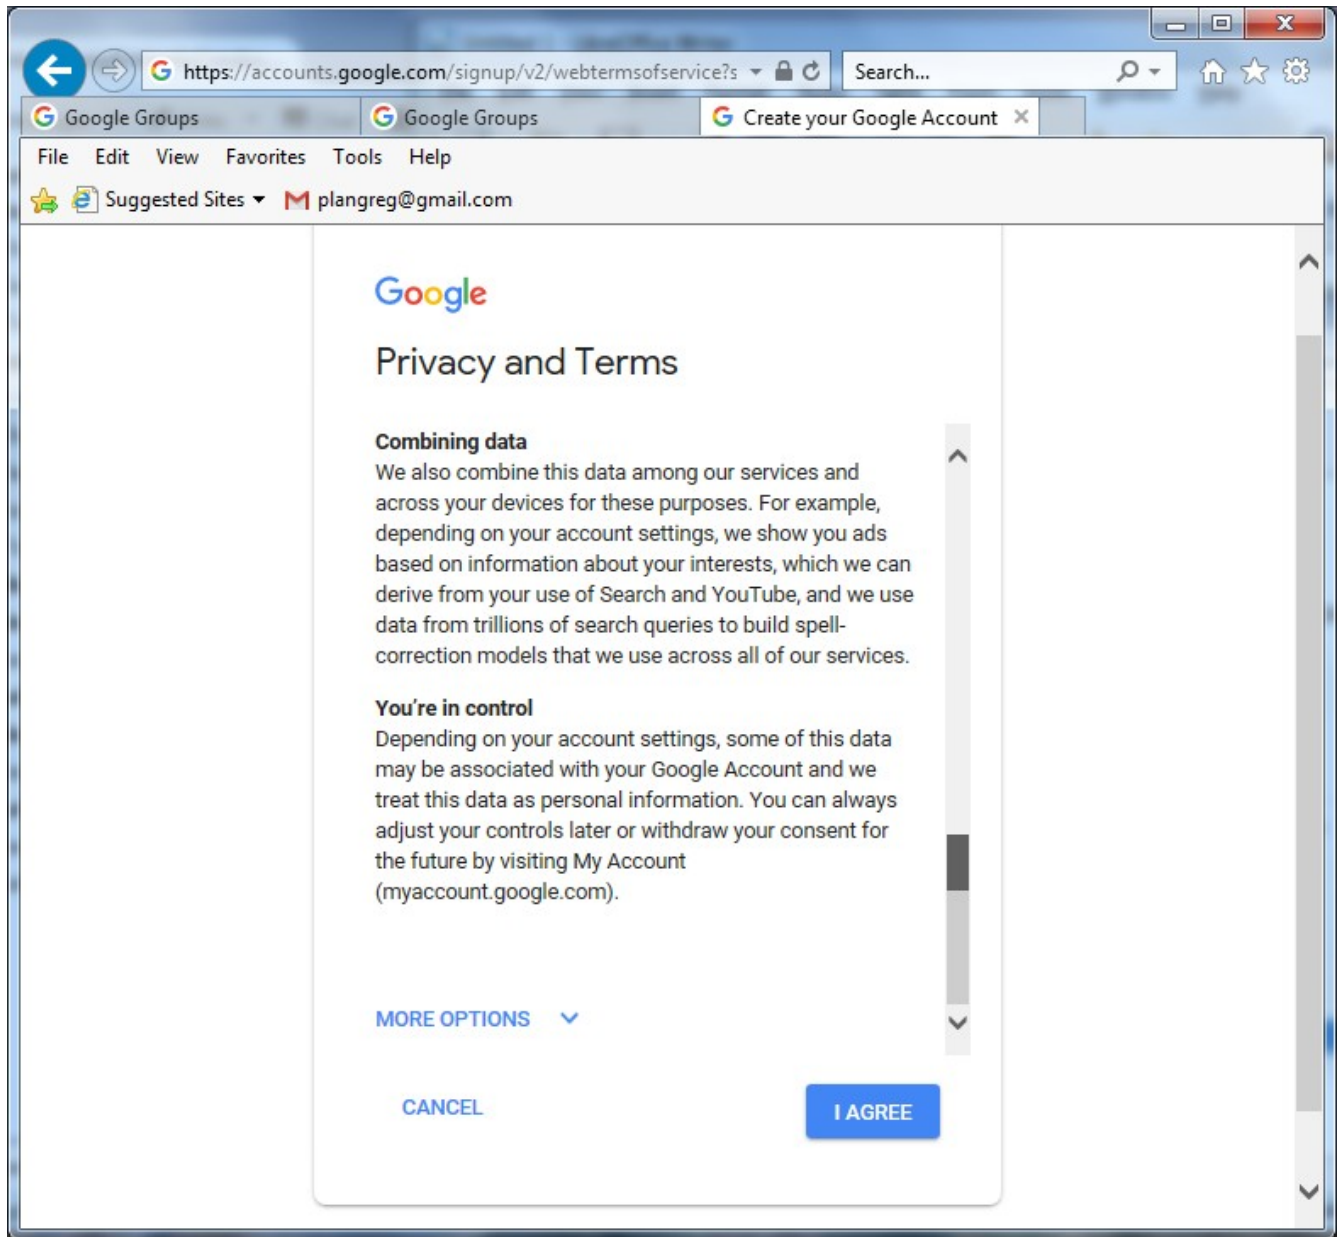 https://accounts.google.com/signup/v2/webtermsofservice?s
Search...
Google Groups
Google Groups
Create your Google Account
File Edit View Favorites Tools Help
Suggested Sites
plangreg@gmail.com
Google
Privacy and Terms
Combining data
We also combine this data among our services and
across your devices for these purposes. For example,
depending on your account settings, we show you ads
based on information about your interests, which we can
derive from your use of Search and YouTube, and we use
data from trillions of search queries to build spell-
correction models that we use across all of our services.
You’re in control
Depending on your account settings, some of this data
may be associated with your Google Account and we
treat this data as personal information. You can always
adjust your controls later or withdraw your consent for
the future by visiting My Account
(myaccount.google.com).
MORE OPTIONS
CANCEL
I AGREE